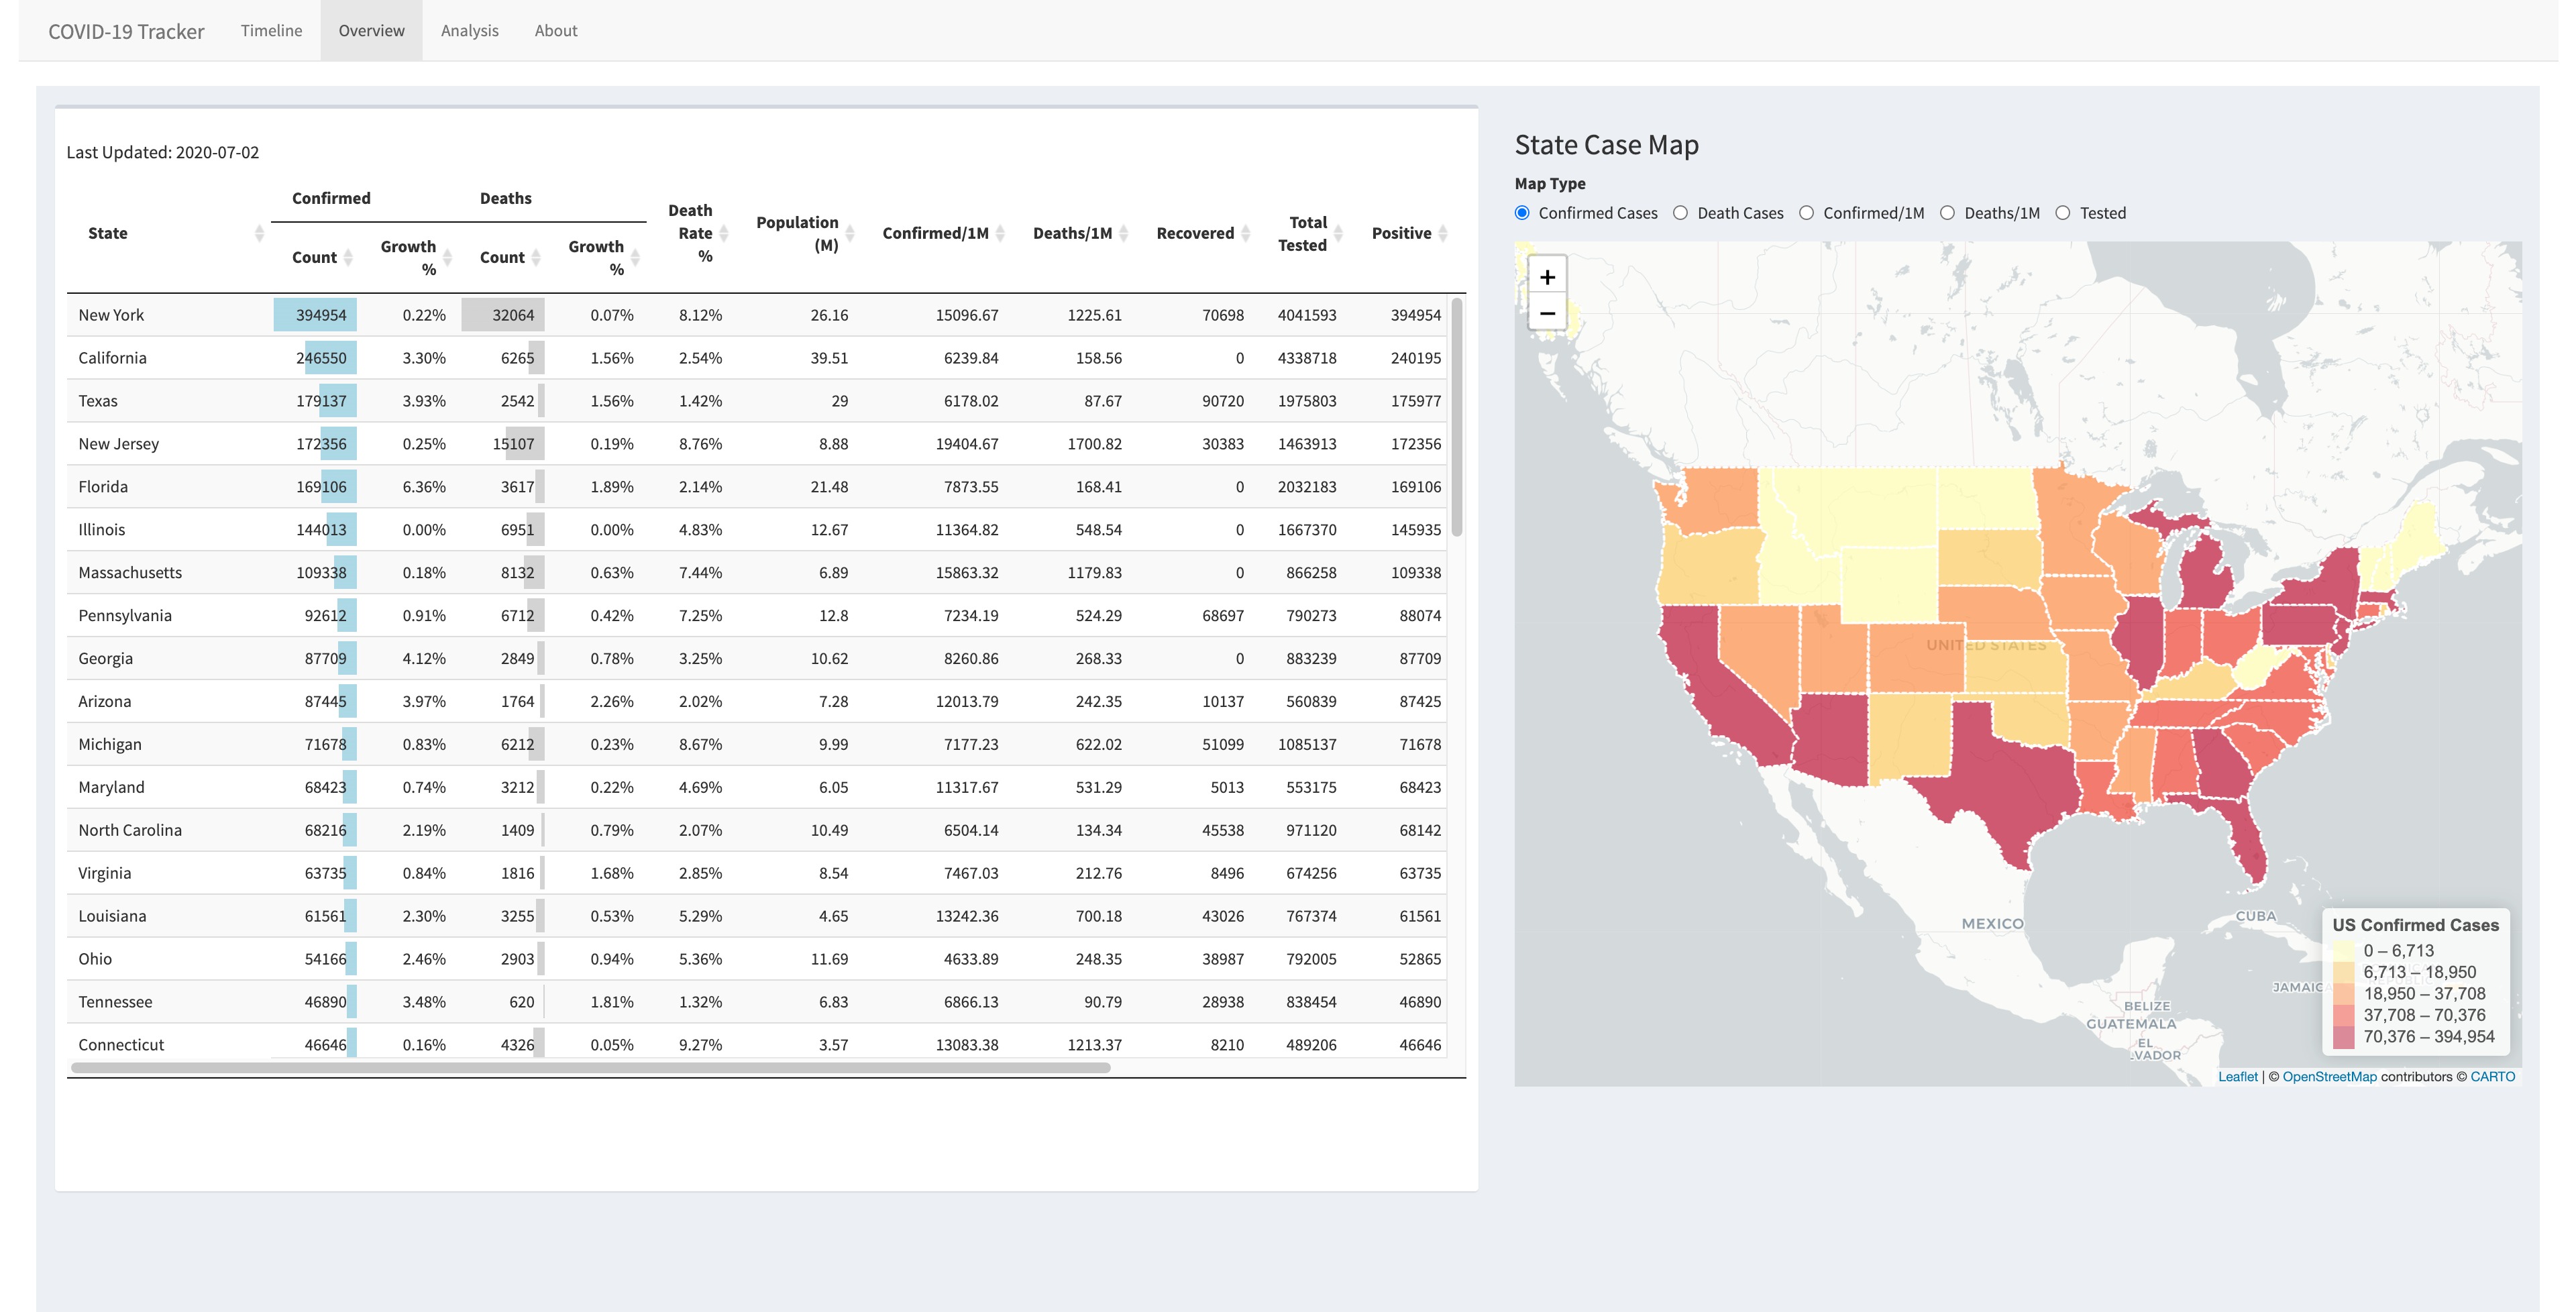 COVID-19 Tracker Timeline Overview Analysis About
Last Updated: 2020-07-02
Confirmed Deaths
State Count Growth % Count Growth % Death Rate % Population (M) Confirmed/1M Deaths/1M Recovered Total Tested Positive
New York 394954 0.22% 32064 0.07% 8.12% 26.16 15096.67 1225.61 70698 4041593 394954
California 246550 3.30% 6265 1.56% 2.54% 39.51 6239.84 158.56 0 4338718 240195
Texas 179137 3.93% 2542 1.56% 1.42% 29 6178.02 87.67 90720 1975803 175977
New Jersey 172356 0.25% 15107 0.19% 8.76% 8.88 19404.67 1700.82 30383 1463913 172356
Florida 169106 6.36% 3617 1.89% 2.14% 21.48 7873.55 168.41 0 2032183 169106
Illinois 144013 0.00% 6951 0.00% 4.83% 12.67 11364.82 548.54 0 1667370 145935
Massachusetts 109338 0.18% 8132 0.63% 7.44% 6.89 15863.32 1179.83 0 866258 109338
Pennsylvania 92612 0.91% 6712 0.42% 7.25% 12.8 7234.19 524.29 68697 790273 88074
Georgia 87709 4.12% 2849 0.78% 3.25% 10.62 8260.86 268.33 0 883239 87709
Arizona 87445 3.97% 1764 2.26% 2.02% 7.28 12013.79 242.35 10137 560839 87425
Michigan 71678 0.83% 6212 0.23% 8.67% 9.99 7177.23 622.02 51099 1085137 71678
Maryland 68423 0.74% 3212 0.22% 4.69% 6.05 11317.67 531.29 5013 553175 68423
North Carolina 68216 2.19% 1409 0.79% 2.07% 10.49 6504.14 134.34 45538 971120 68142
Virginia 63735 0.84% 1816 1.68% 2.85% 8.54 7467.03 212.76 8496 674256 63735
Louisiana 61561 2.30% 3255 0.53% 5.29% 4.65 13242.36 700.18 43026 767374 61561
Ohio 54166 2.46% 2903 0.94% 5.36% 11.69 4633.89 248.35 38987 792005 52865
Tennessee 46890 3.48% 620 1.81% 1.32% 6.83 6866.13 90.79 28938 838454 46890
Connecticut 46646 0.16% 4326 0.05% 9.27% 3.57 13083.38 1213.37 8210 489206 46646
State Case Map
Map Type
Confirmed Cases Death Cases Confirmed/1M Deaths/1M Tested
+
−
UNITED STATES
MEXICO
CUBA
JAMAICA
BELIZE
GUATEMALA
EL
LVADOR
US Confirmed Cases
0 – 6,713
6,713 – 18,950
18,950 – 37,708
37,708 – 70,376
70,376 – 394,954
Leaflet | © OpenStreetMap contributors © CARTO